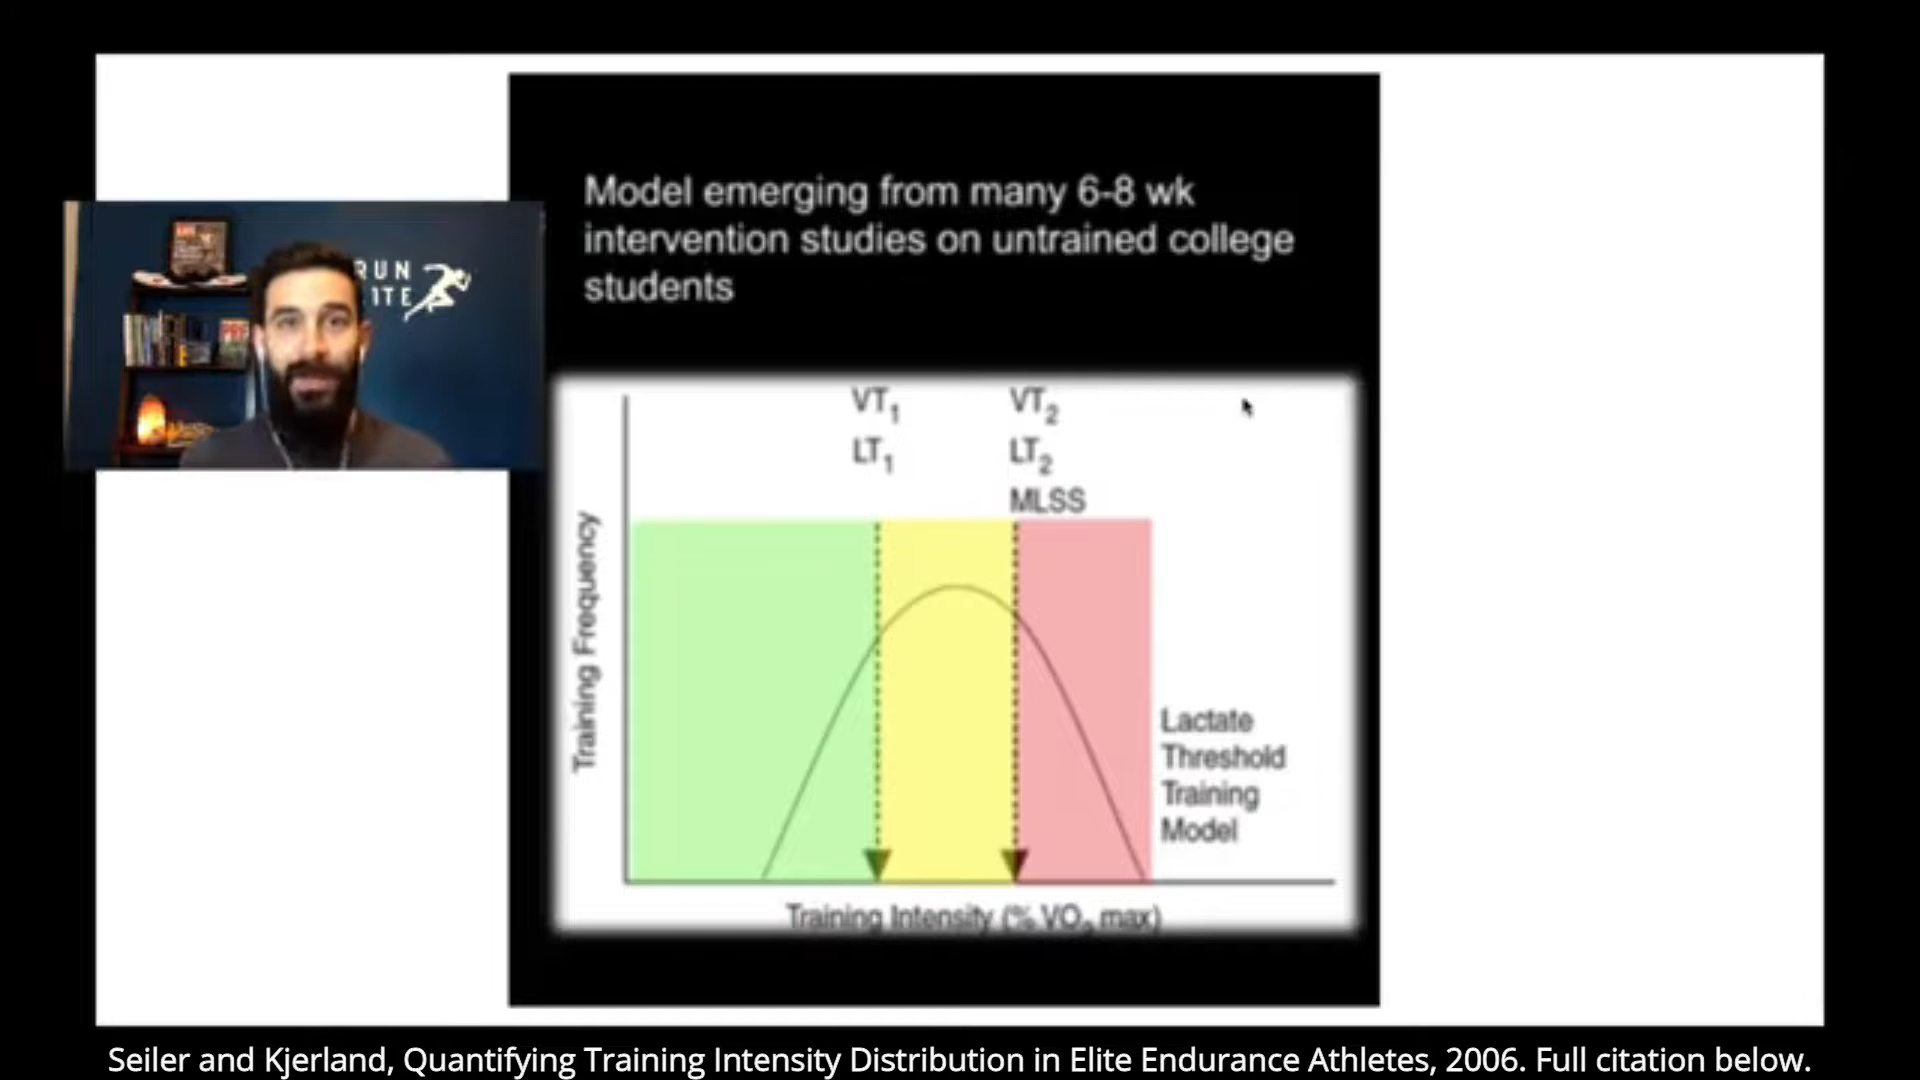 Model emerging from many 6-8 wk
intervention studies on untrained college
students
RUN
ITE
VT1
LT1
VT2
LT2
MLSS
Training Frequency
Lactate
Threshold
Training
Model
Training Intensity (% VO2 max)
Seiler and Kjerland, Quantifying Training Intensity Distribution in Elite Endurance Athletes, 2006. Full citation below.